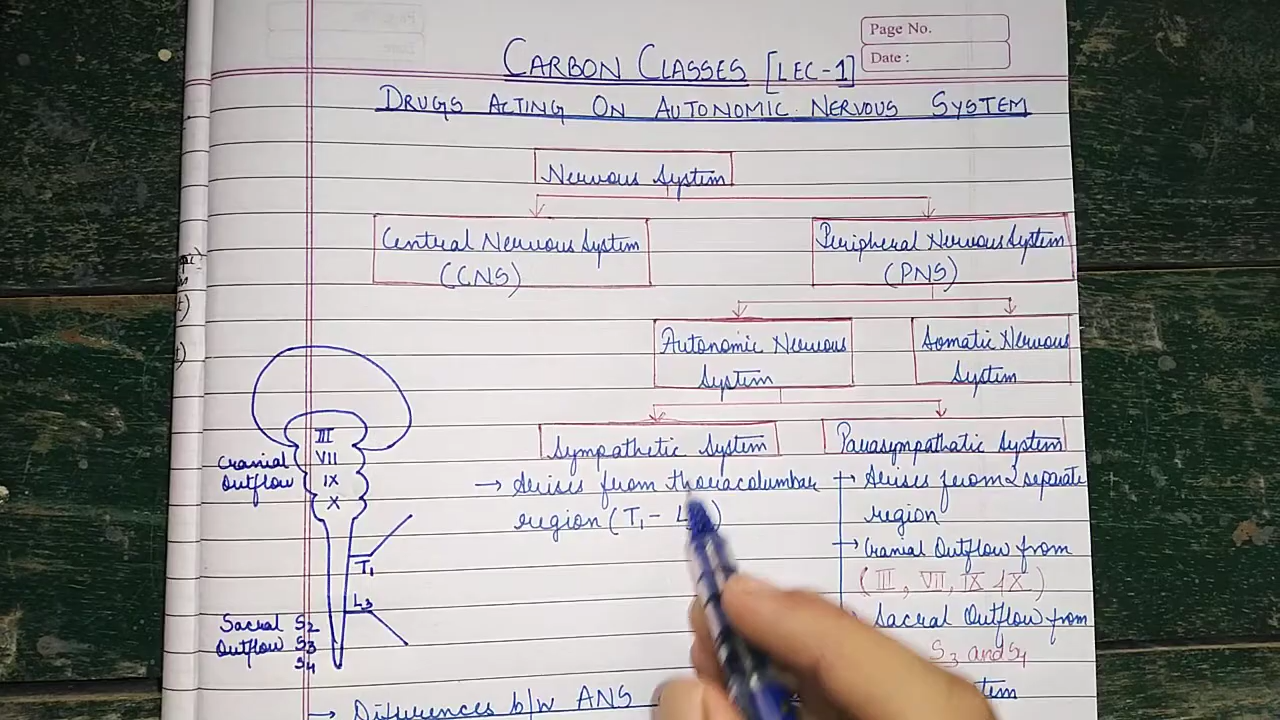 Page No.
Date :
CARBON CLASSES [LEC-1]
DRUGS ACTING ON AUTONOMIC NERVOUS SYSTEM
Nervous System
Central Nervous System
(CNS)
Peripheral Nervous System
(PNS)
Autonomic Nervous
System
Somatic Nervous
System
Sympathetic System
→ Arises from thoracolumbar
region (T1 - L
)
Parasympathatic System
→ Arises from 2 separate
region
→ Cranial Outflow from
(III, VII, IX & X)
Sacral Outflow from
S3 and S4
III
VII
IX
X
Cranial
Outflow
T1
L3
Sacral S2
Outflow S3
S4
→ Differences b/w ANS